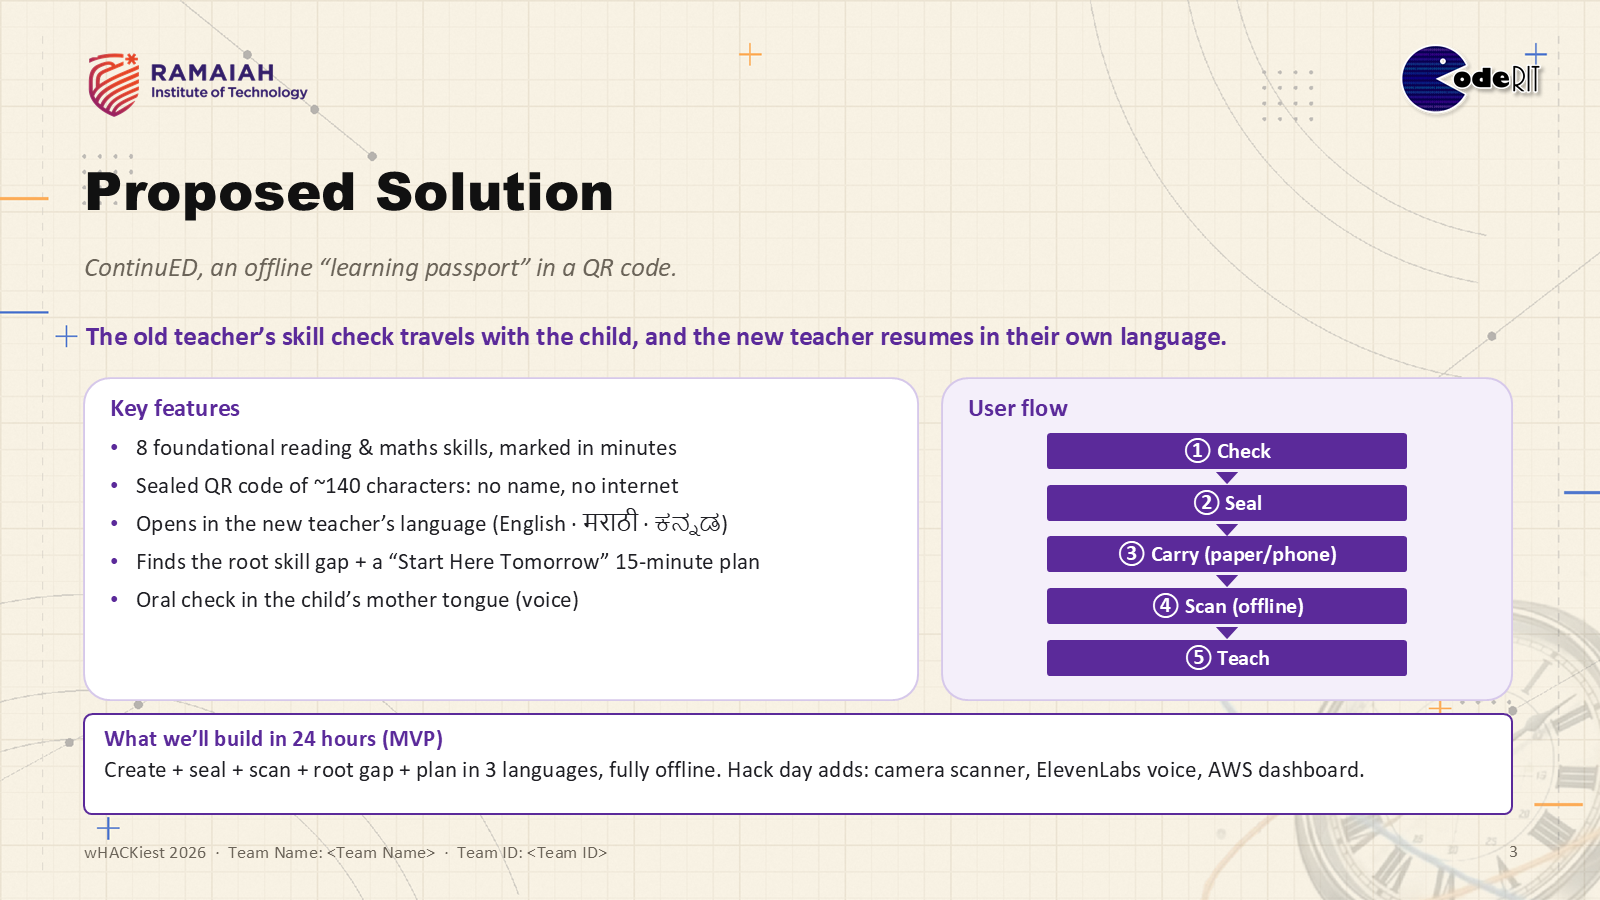 RAMAIAH
Institute of Technology
odeRIT
Proposed Solution
ContinuED, an offline “learning passport” in a QR code.
The old teacher’s skill check travels with the child, and the new teacher resumes in their own language.
Key features
• 8 foundational reading & maths skills, marked in minutes
• Sealed QR code of ~140 characters: no name, no internet
• Opens in the new teacher’s language (English · मराठी · ಕನ್ನಡ)
• Finds the root skill gap + a “Start Here Tomorrow” 15-minute plan
• Oral check in the child’s mother tongue (voice)
User flow
① Check
② Seal
③ Carry (paper/phone)
④ Scan (offline)
⑤ Teach
What we’ll build in 24 hours (MVP)
Create + seal + scan + root gap + plan in 3 languages, fully offline. Hack day adds: camera scanner, ElevenLabs voice, AWS dashboard.
wHACKiest 2026 · Team Name: <Team Name> · Team ID: <Team ID>
3